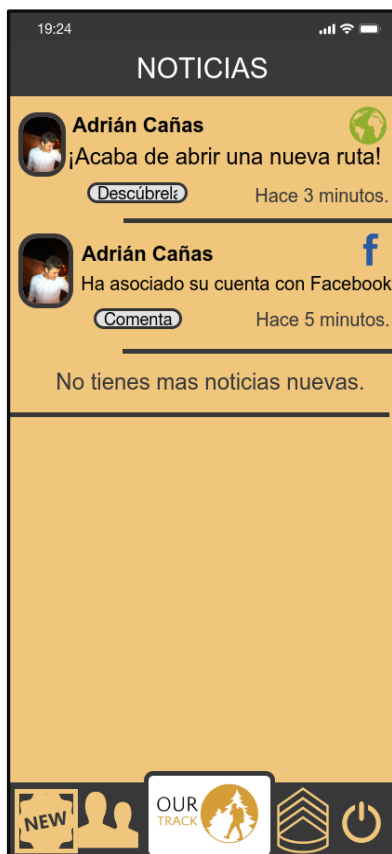 19:24
NOTICIAS
Adrián Cañas
¡Acaba de abrir una nueva ruta!
Descúbrela
Hace 3 minutos.
Adrián Cañas
Ha asociado su cuenta con Facebook
Comenta
Hace 5 minutos.
No tienes mas noticias nuevas.
NEW
OUR
TRACK